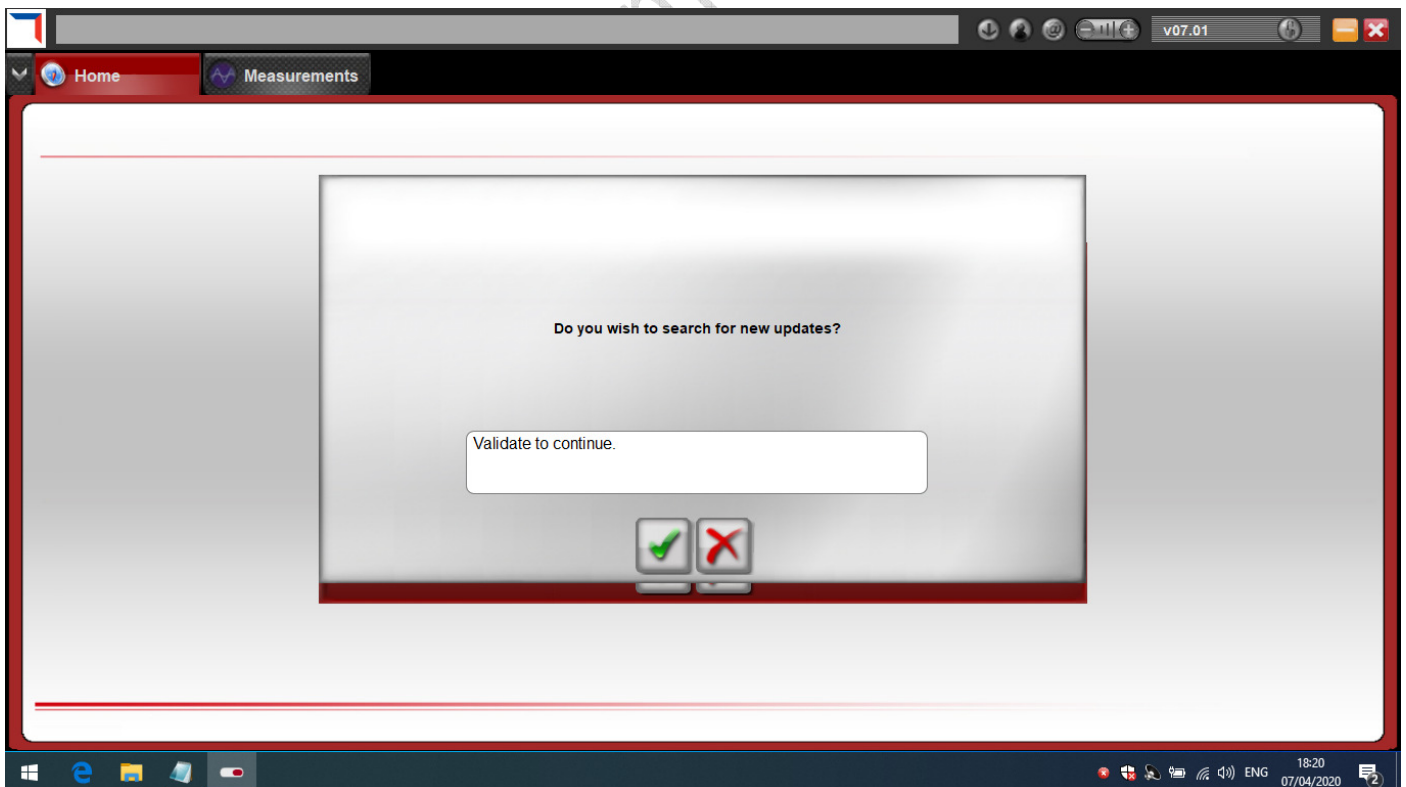 v07.01
Home
Measurements
Do you wish to search for new updates?
Validate to continue.
ENG
18:20
07/04/2020
2